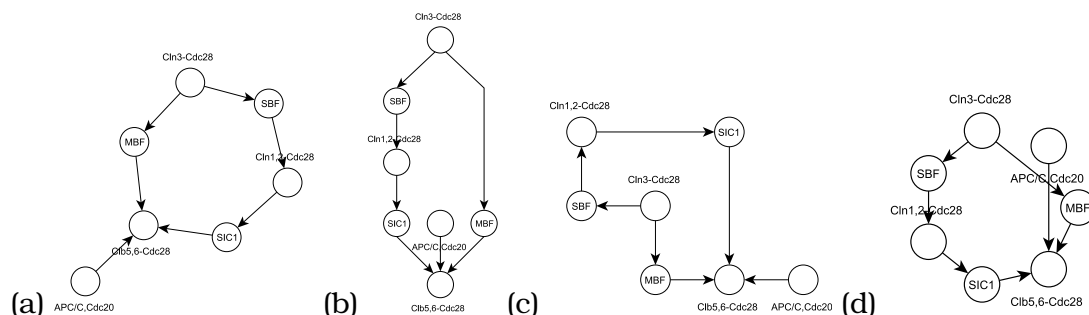 Cln3-Cdc28
SBF
MBF
Cln1,2-Cdc28
Clb5,6-Cdc28
SIC1
APC/C,Cdc20
(a)
Cln3-Cdc28
SBF
Cln1,2-Cdc28
SIC1
MBF
APC/C,Cdc20
Clb5,6-Cdc28
(b)
Cln1,2-Cdc28
SIC1
Cln3-Cdc28
SBF
MBF
Clb5,6-Cdc28
APC/C,Cdc20
(c)
Cln3-Cdc28
SBF
APC/C,Cdc20
Cln1,2-Cdc28
MBF
SIC1
Clb5,6-Cdc28
(d)